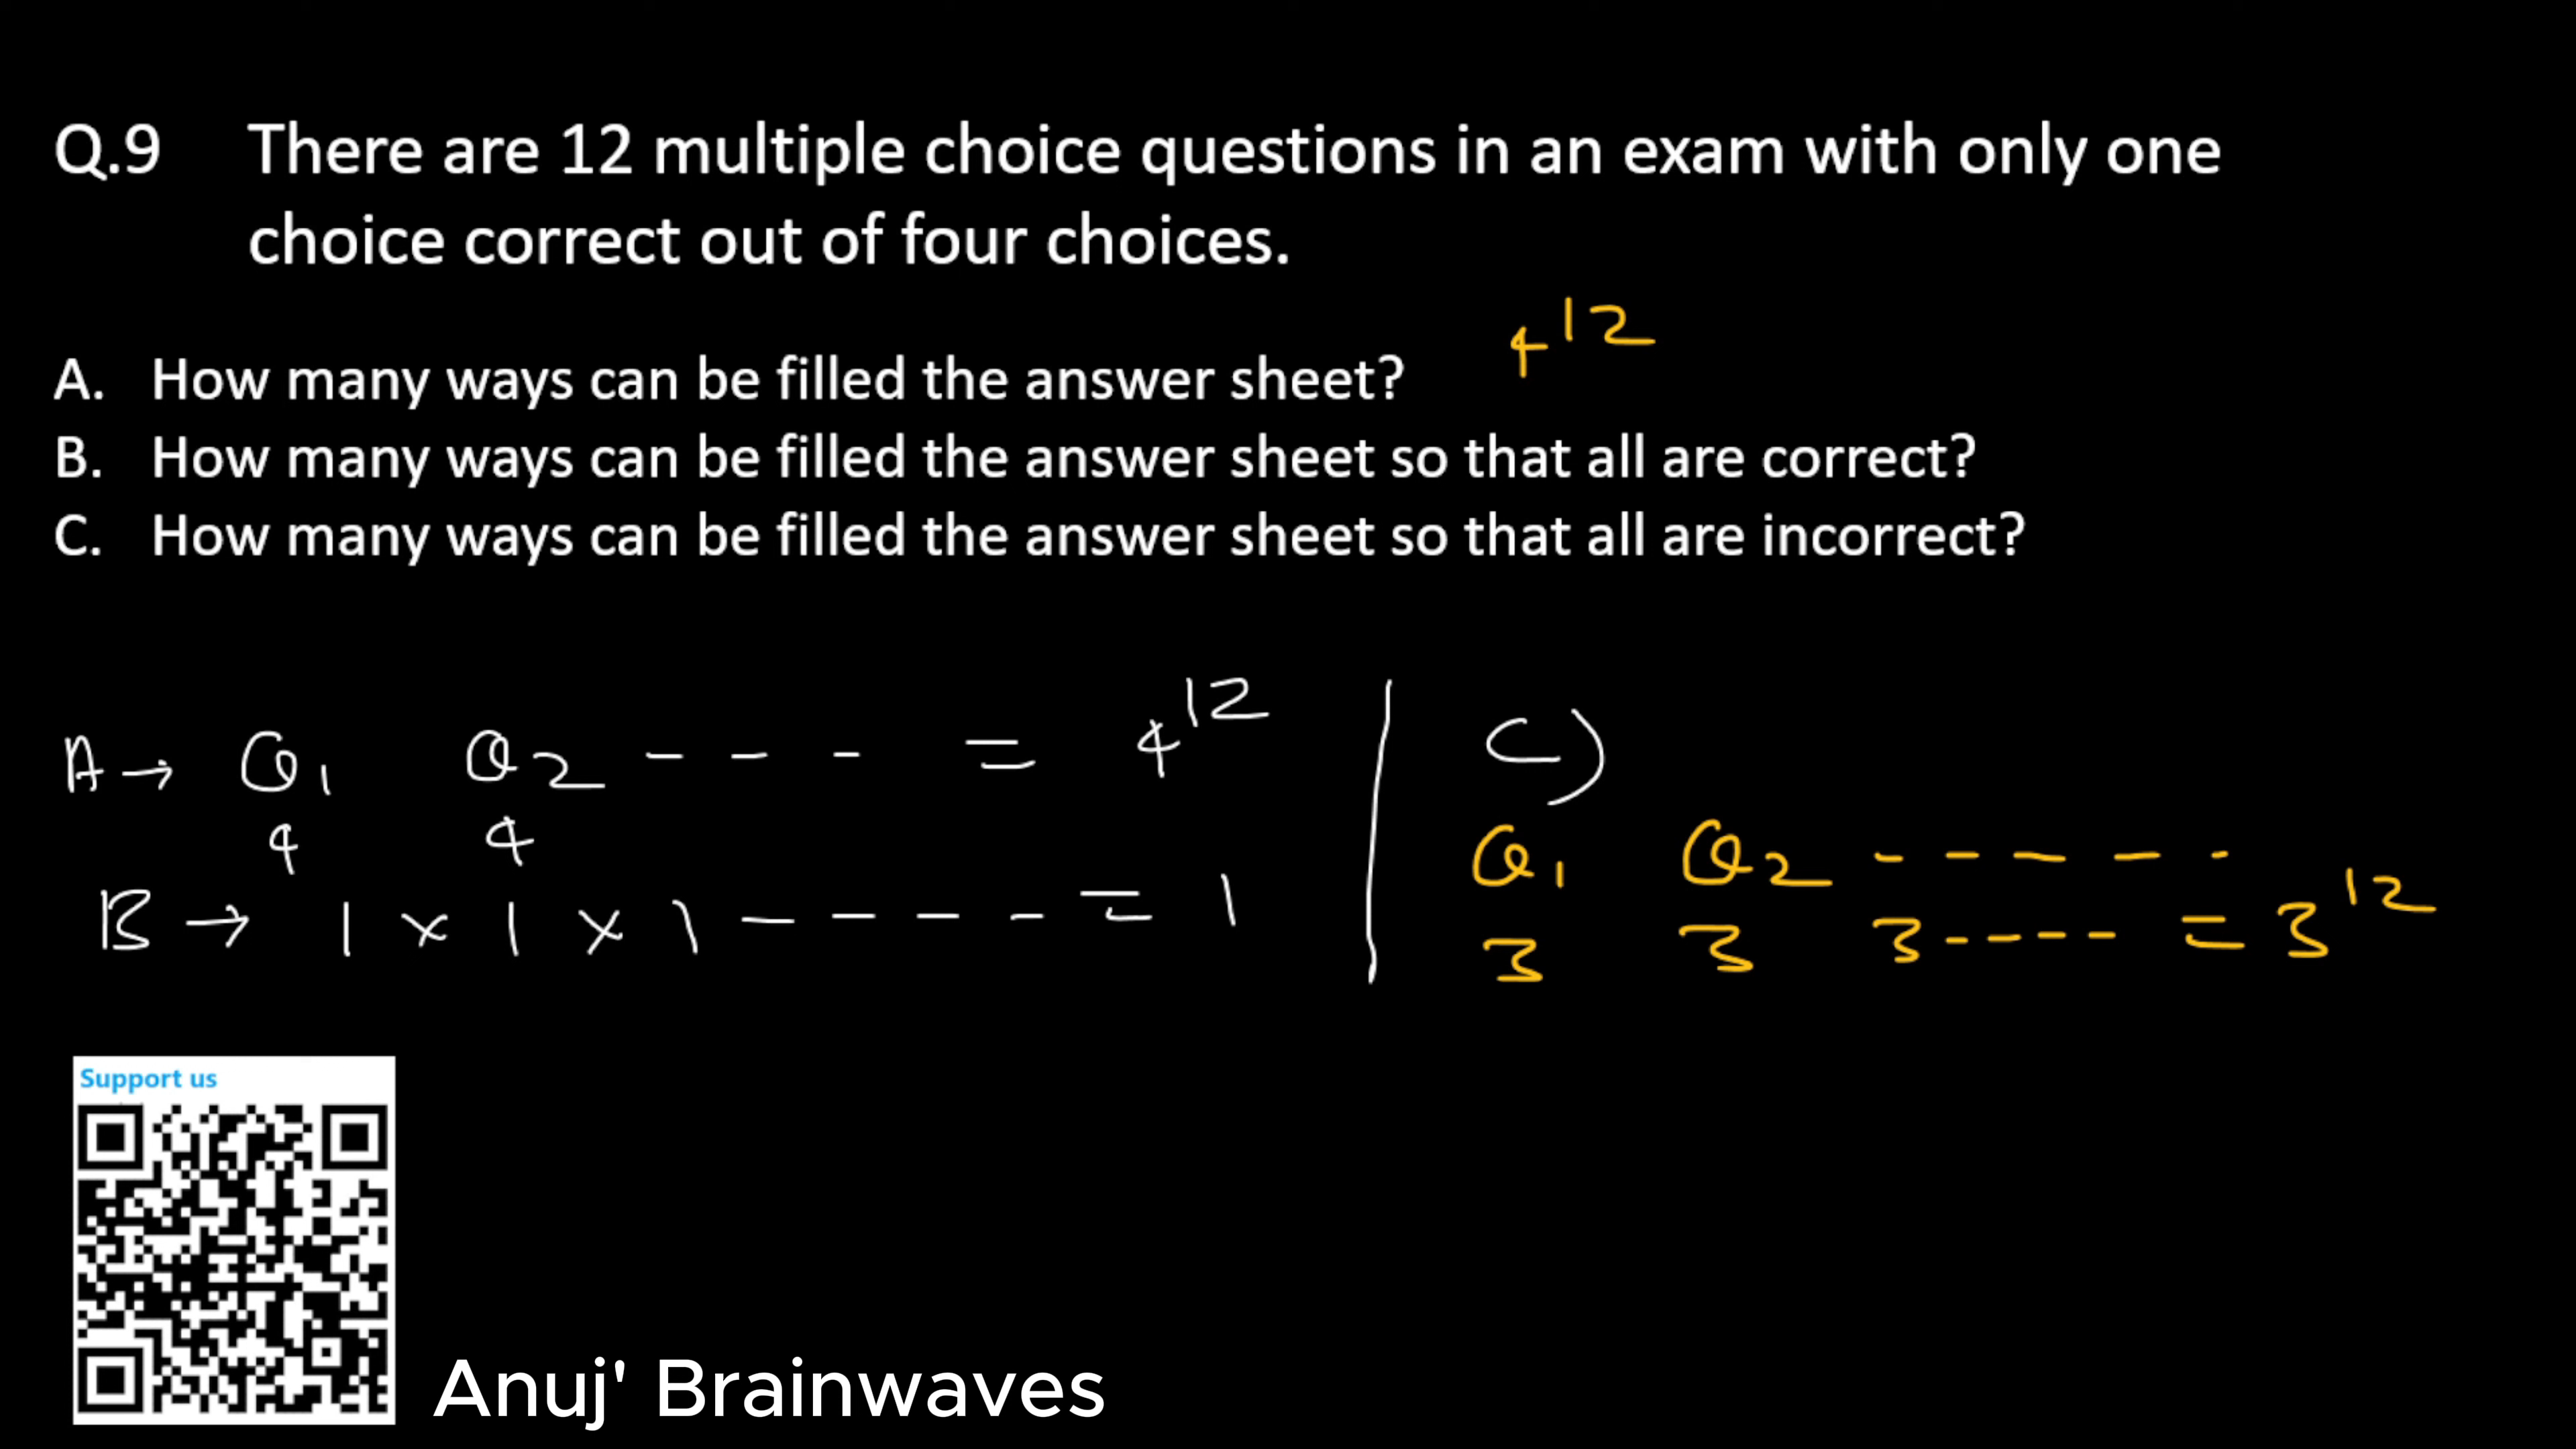 Q.9 There are 12 multiple choice questions in an exam with only one
choice correct out of four choices.
4^12
A. How many ways can be filled the answer sheet?
B. How many ways can be filled the answer sheet so that all are correct?
C. How many ways can be filled the answer sheet so that all are incorrect?
A → Q1 Q2 - - - = 4^12
4 4
B → 1 x 1 x 1 - - - - = 1
C)
Q1 Q2 - - - - -
3 3 3 - - - - = 3^12
Support us
Anuj' Brainwaves